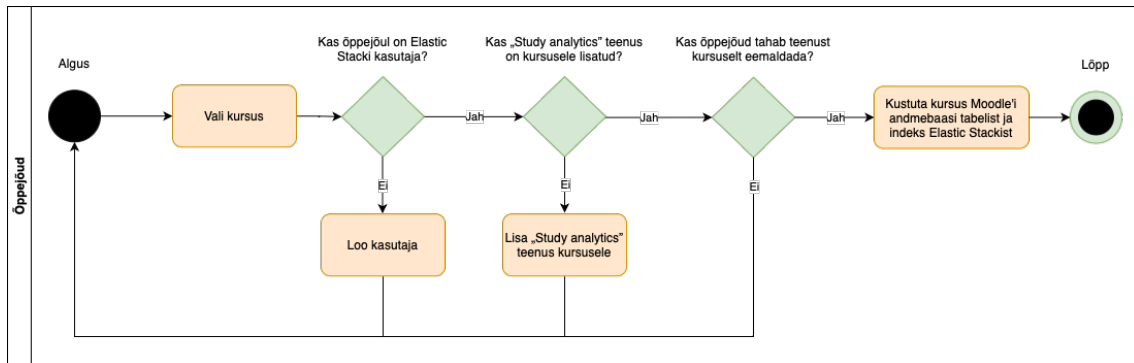 Õppejõud
Algus
Vali kursus
Kas õppejõul on Elastic
Stacki kasutaja?
Jah
Ei
Loo kasutaja
Kas „Study analytics” teenus
on kursusele lisatud?
Jah
Ei
Lisa „Study analytics”
teenus kursusele
Kas õppejõud tahab teenust
kursuselt eemaldada?
Jah
Ei
Kustuta kursus Moodle'i
andmebaasi tabelist ja
indeks Elastic Stackist
Lõpp